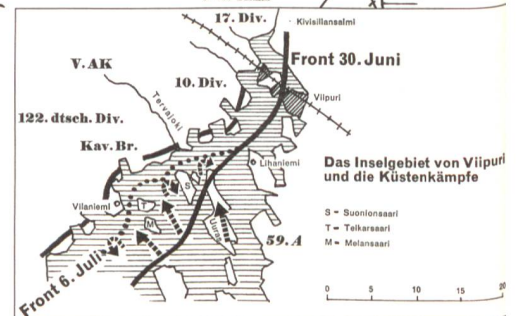 17. Div.
Kivisillansalmi
Front 30. Juni
V. AK
10. Div.
Tervajoki
Viipuri
122. dtsch. Div.
Kav. Br.
Lihaniemi
Das Inselgebiet von Viipuri
und die Küstenkämpfe
S
Vilaniemi
T
M
Uuras
S = Suonionsaari
T = Teikarsaari
M = Melansaari
59. A
Front 6. Juli
0 5 10 15 20